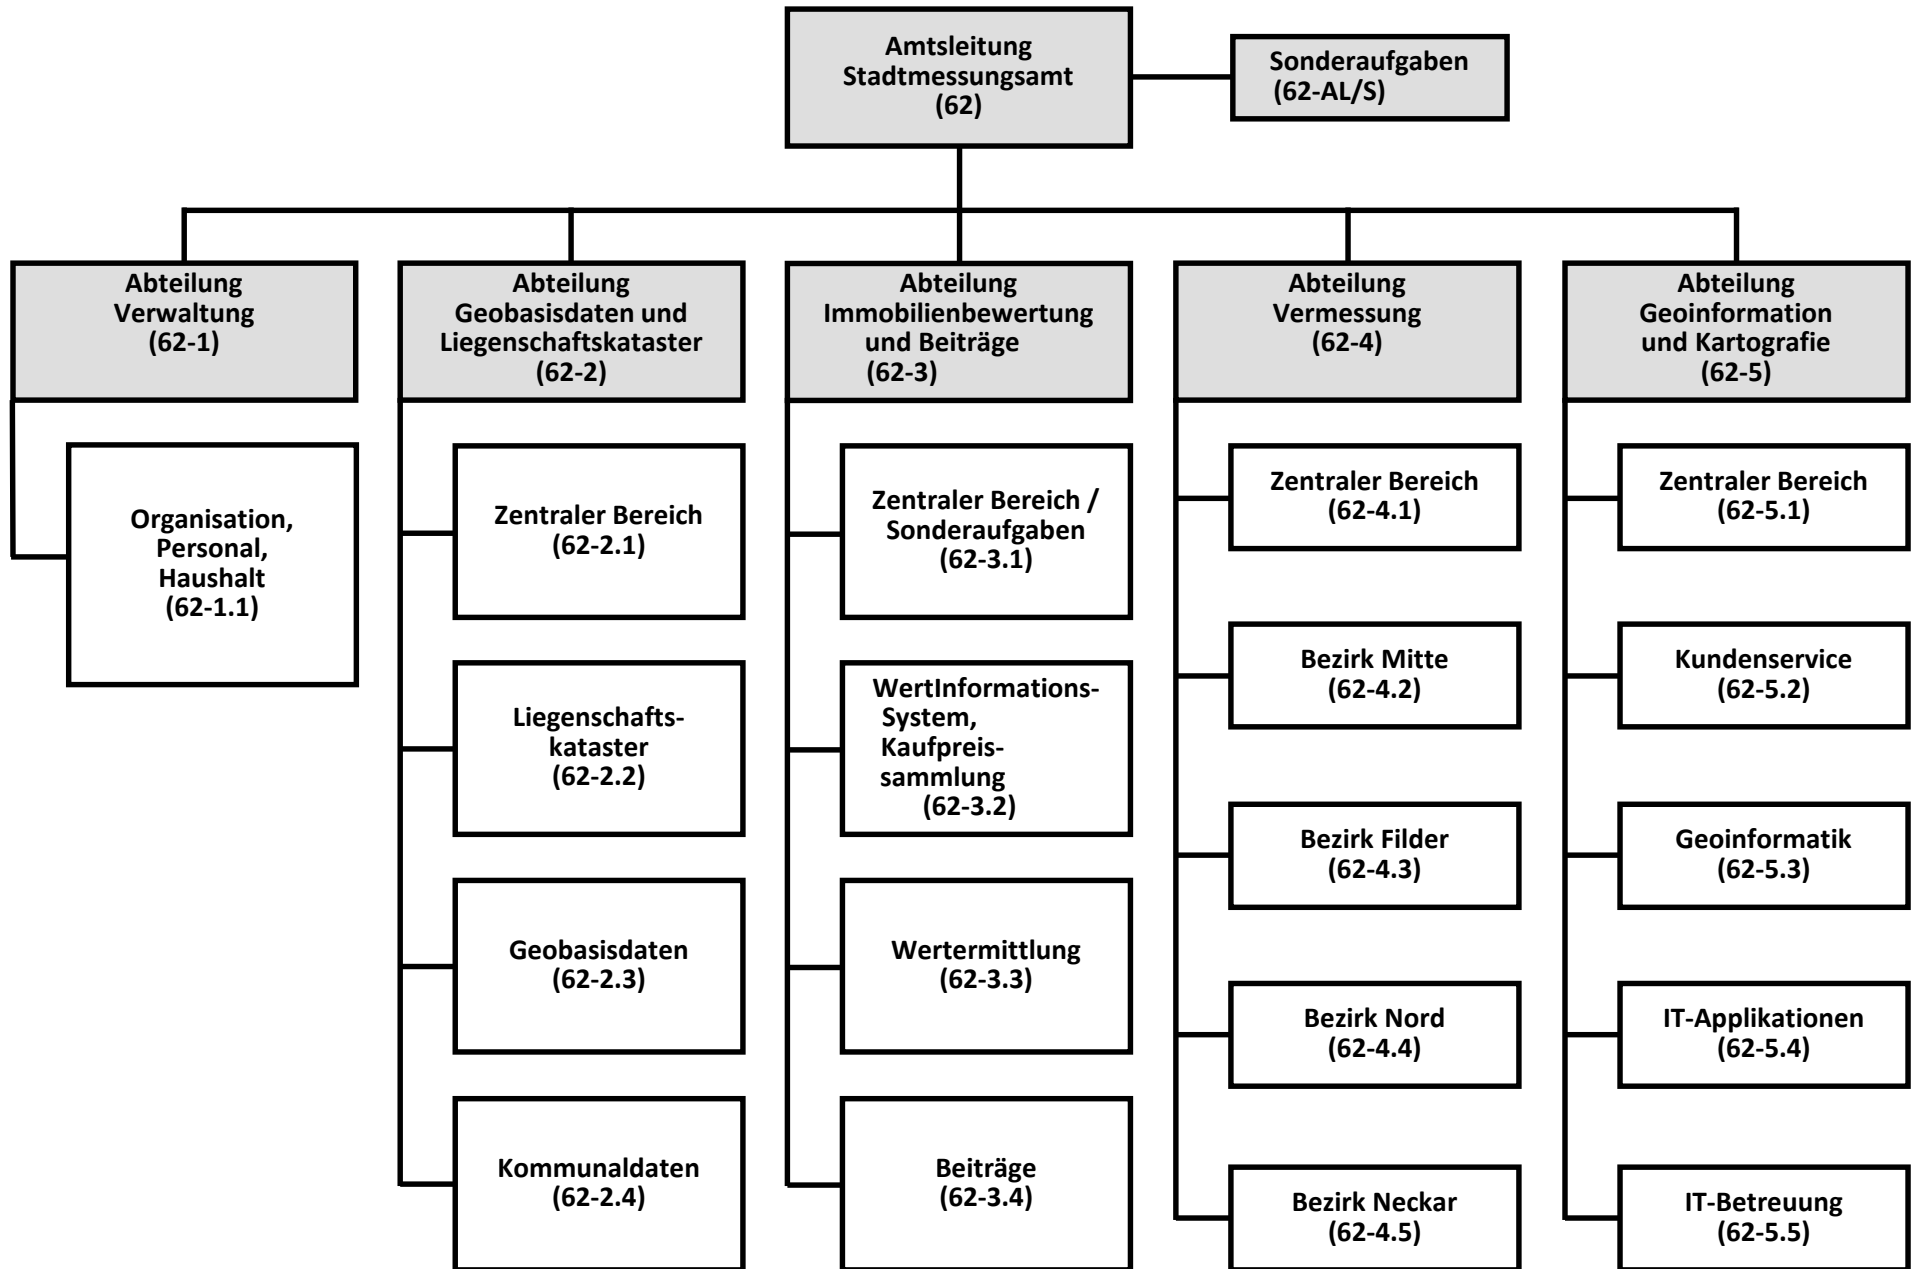 Amtsleitung
Stadtmessungsamt
(62)
Sonderaufgaben
(62-AL/S)
Abteilung
Verwaltung
(62-1)
Organisation,
Personal,
Haushalt
(62-1.1)
Abteilung
Geobasisdaten und
Liegenschaftskataster
(62-2)
Zentraler Bereich
(62-2.1)
Liegenschafts-
kataster
(62-2.2)
Geobasisdaten
(62-2.3)
Kommunaldaten
(62-2.4)
Abteilung
Immobilienbewertung
und Beiträge
(62-3)
Zentraler Bereich /
Sonderaufgaben
(62-3.1)
WertInformations-
System,
Kaufpreis-
sammlung
(62-3.2)
Wertermittlung
(62-3.3)
Beiträge
(62-3.4)
Abteilung
Vermessung
(62-4)
Zentraler Bereich
(62-4.1)
Bezirk Mitte
(62-4.2)
Bezirk Filder
(62-4.3)
Bezirk Nord
(62-4.4)
Bezirk Neckar
(62-4.5)
Abteilung
Geoinformation
und Kartografie
(62-5)
Zentraler Bereich
(62-5.1)
Kundenservice
(62-5.2)
Geoinformatik
(62-5.3)
IT-Applikationen
(62-5.4)
IT-Betreuung
(62-5.5)